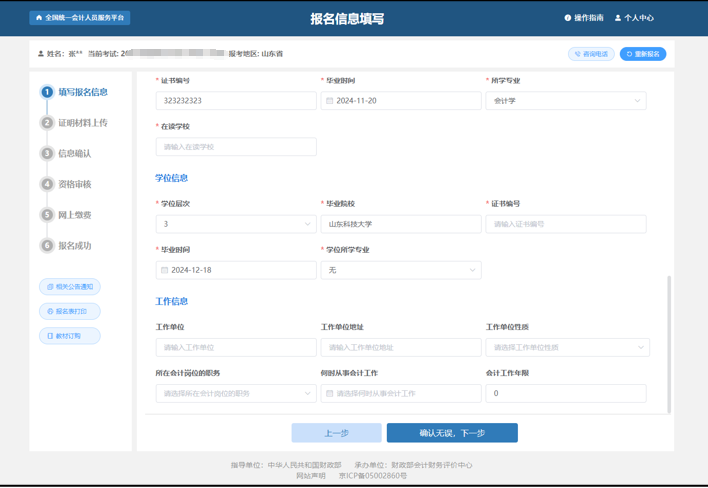 全国统一会计人员服务平台
报名信息填写
操作指南 个人中心
姓名：张** 当前考试: 2 报考地区: 山东省
咨询电话 重新报名
1 填写报名信息
2 证明材料上传
3 信息确认
4 资格审核
5 网上缴费
6 报名成功
相关公告通知
报名表打印
教材订购
* 证书编号 * 毕业时间 * 所学专业
323232323 2024-11-20 会计学
* 在读学校
请输入在读学校
学位信息
* 学位层次 * 毕业院校 * 证书编号
3 山东科技大学 请输入证书编号
* 毕业时间 * 学位所学专业
2024-12-18 无
工作信息
工作单位 工作单位地址 工作单位性质
请输入工作单位 请输入工作单位地址 请选择工作单位性质
所在会计岗位的职务 何时从事会计工作 会计工作年限
请选择所在会计岗位的职务 请选择何时从事会计工作 0
上一步 确认无误，下一步
指导单位：中华人民共和国财政部 承办单位：财政部会计财务评价中心
网站声明 京ICP备05002860号